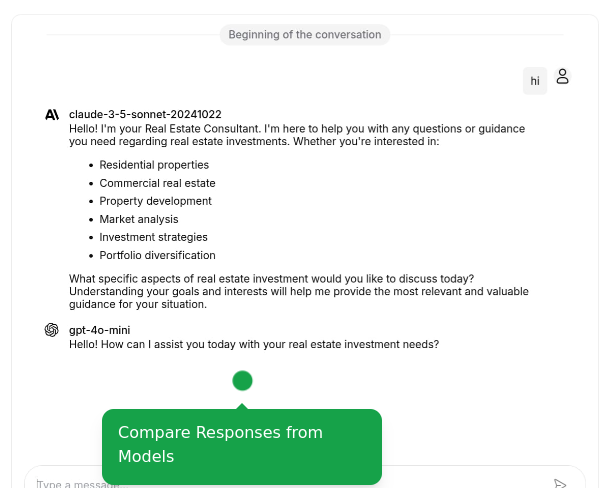 Beginning of the conversation
hi
claude-3-5-sonnet-20241022
Hello! I'm your Real Estate Consultant. I'm here to help you with any questions or guidance
you need regarding real estate investments. Whether you're interested in:
• Residential properties
• Commercial real estate
• Property development
• Market analysis
• Investment strategies
• Portfolio diversification
What specific aspects of real estate investment would you like to discuss today?
Understanding your goals and interests will help me provide the most relevant and valuable
guidance for your situation.
gpt-4o-mini
Hello! How can I assist you today with your real estate investment needs?
Compare Responses from
Models
Type a message...